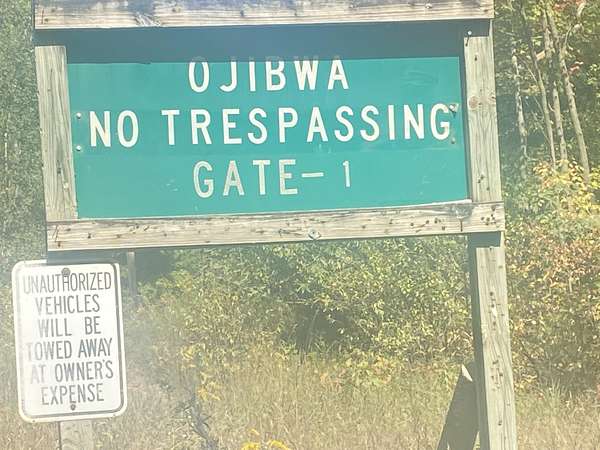 OJIBWA
NO TRESPASSING
GATE-1
UNAUTHORIZED
VEHICLES
WILL BE
TOWED AWAY
AT OWNER'S
EXPENSE